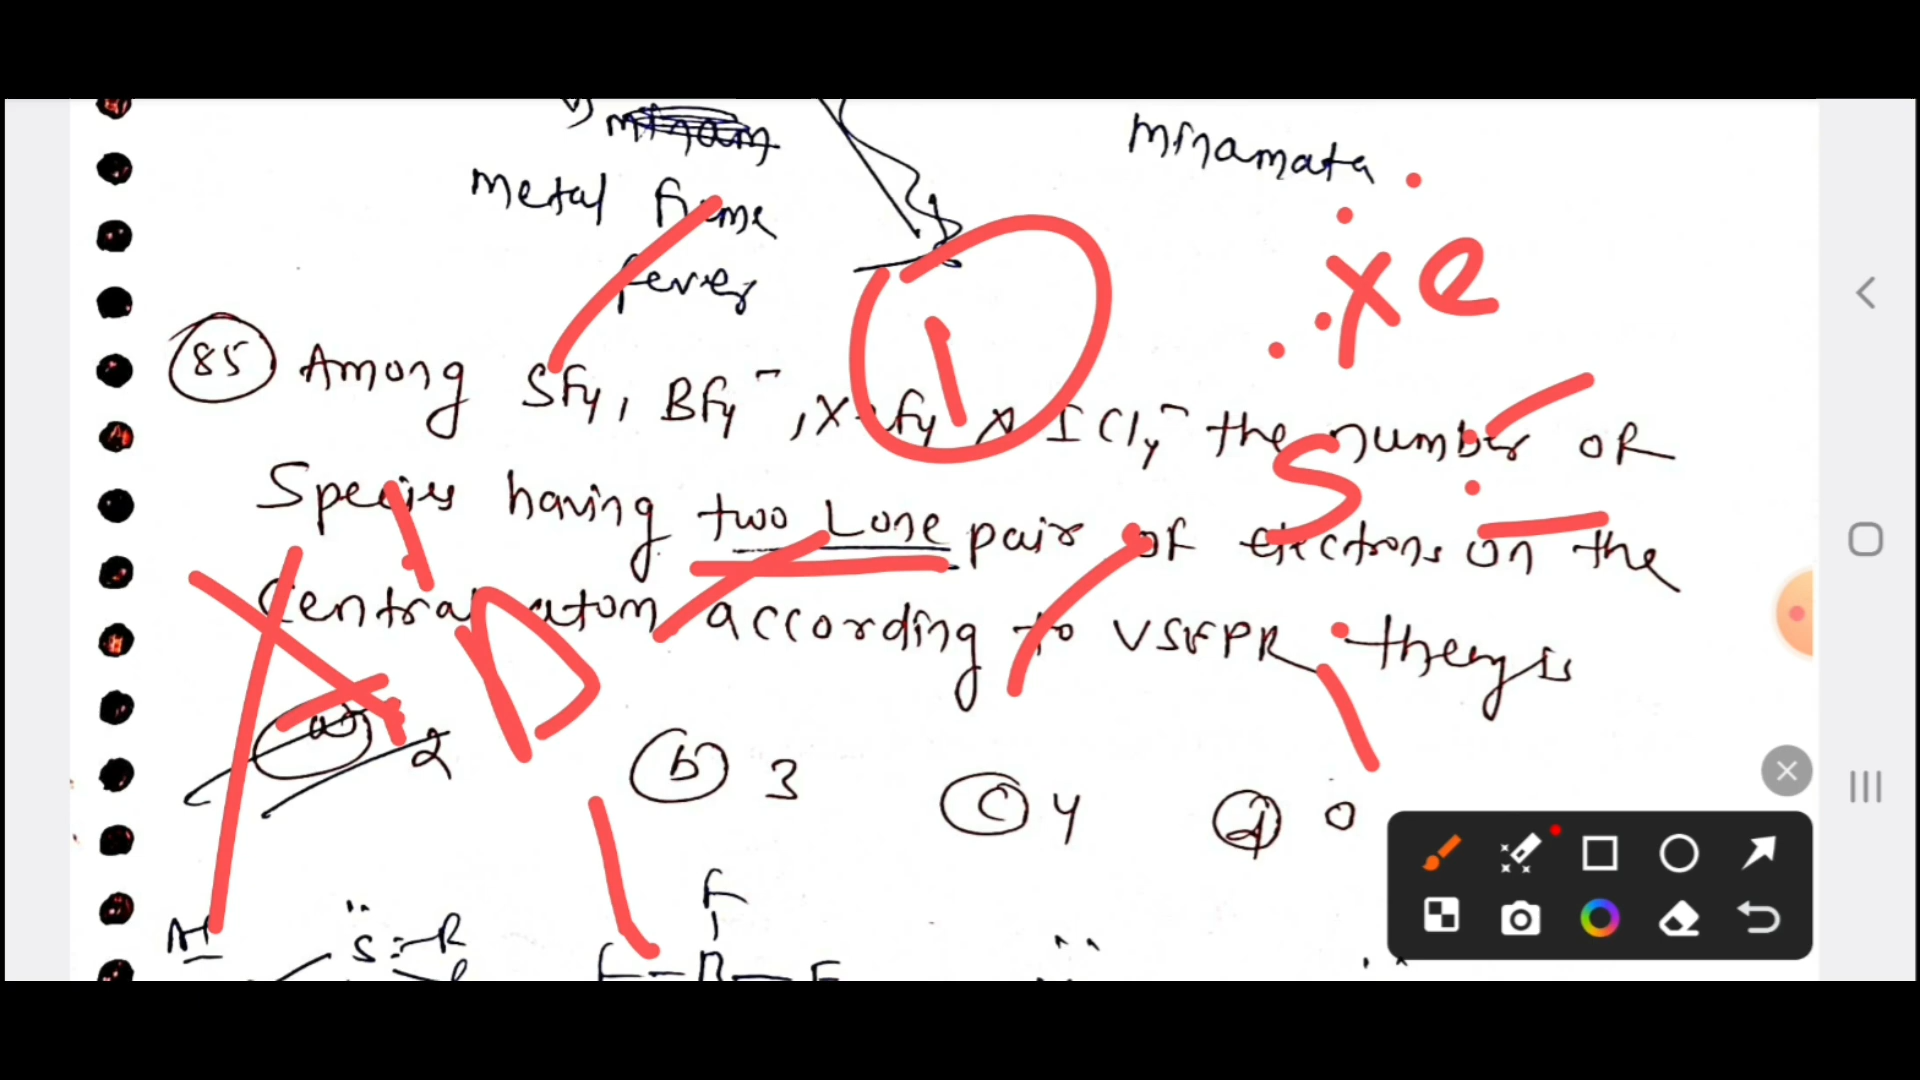 Minamata
metal fume
fever
Xe
1
85 Among SF4, BF4⁻, XeF4 & ICl4⁻ the number of
Species having two Lone pair of electrons on the
S
Central atom according to VSEPR theory is
D
(a) 2 (b) 3 (c) 4 (d) 0
F
S F
F B F